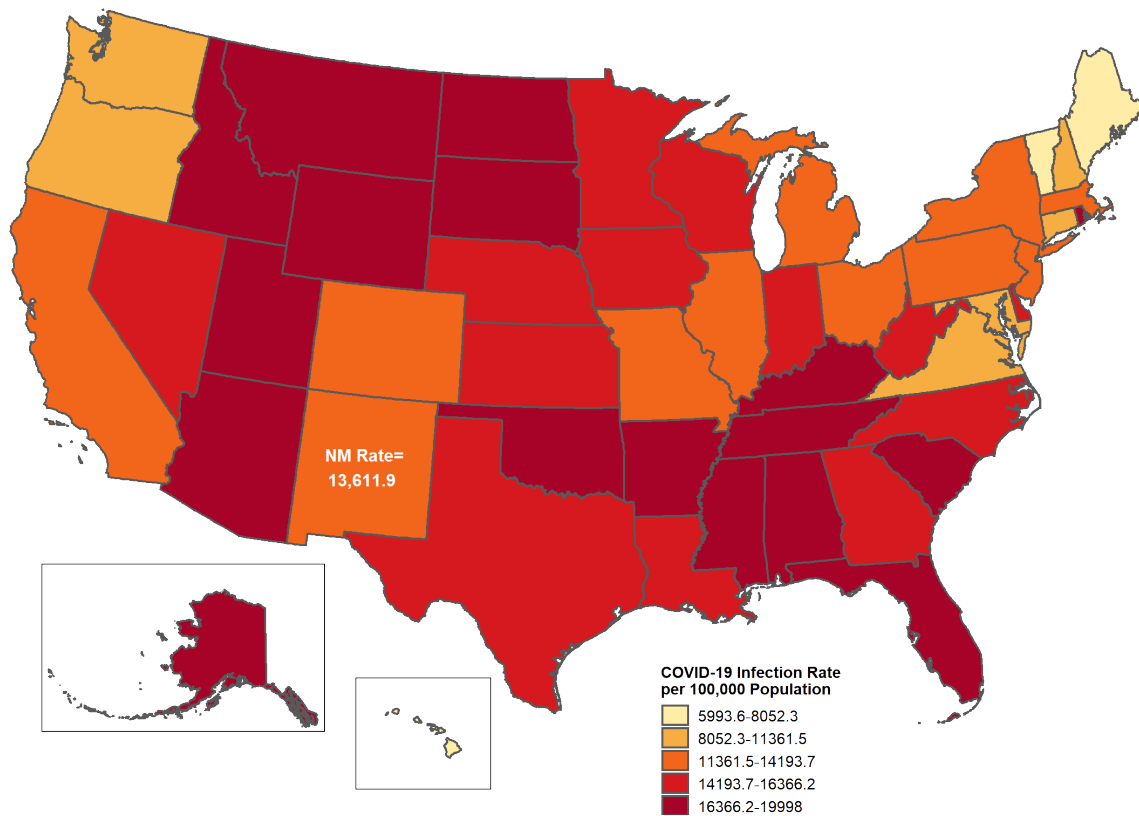 NM Rate=
13,611.9
COVID-19 Infection Rate
per 100,000 Population
5993.6-8052.3
8052.3-11361.5
11361.5-14193.7
14193.7-16366.2
16366.2-19998